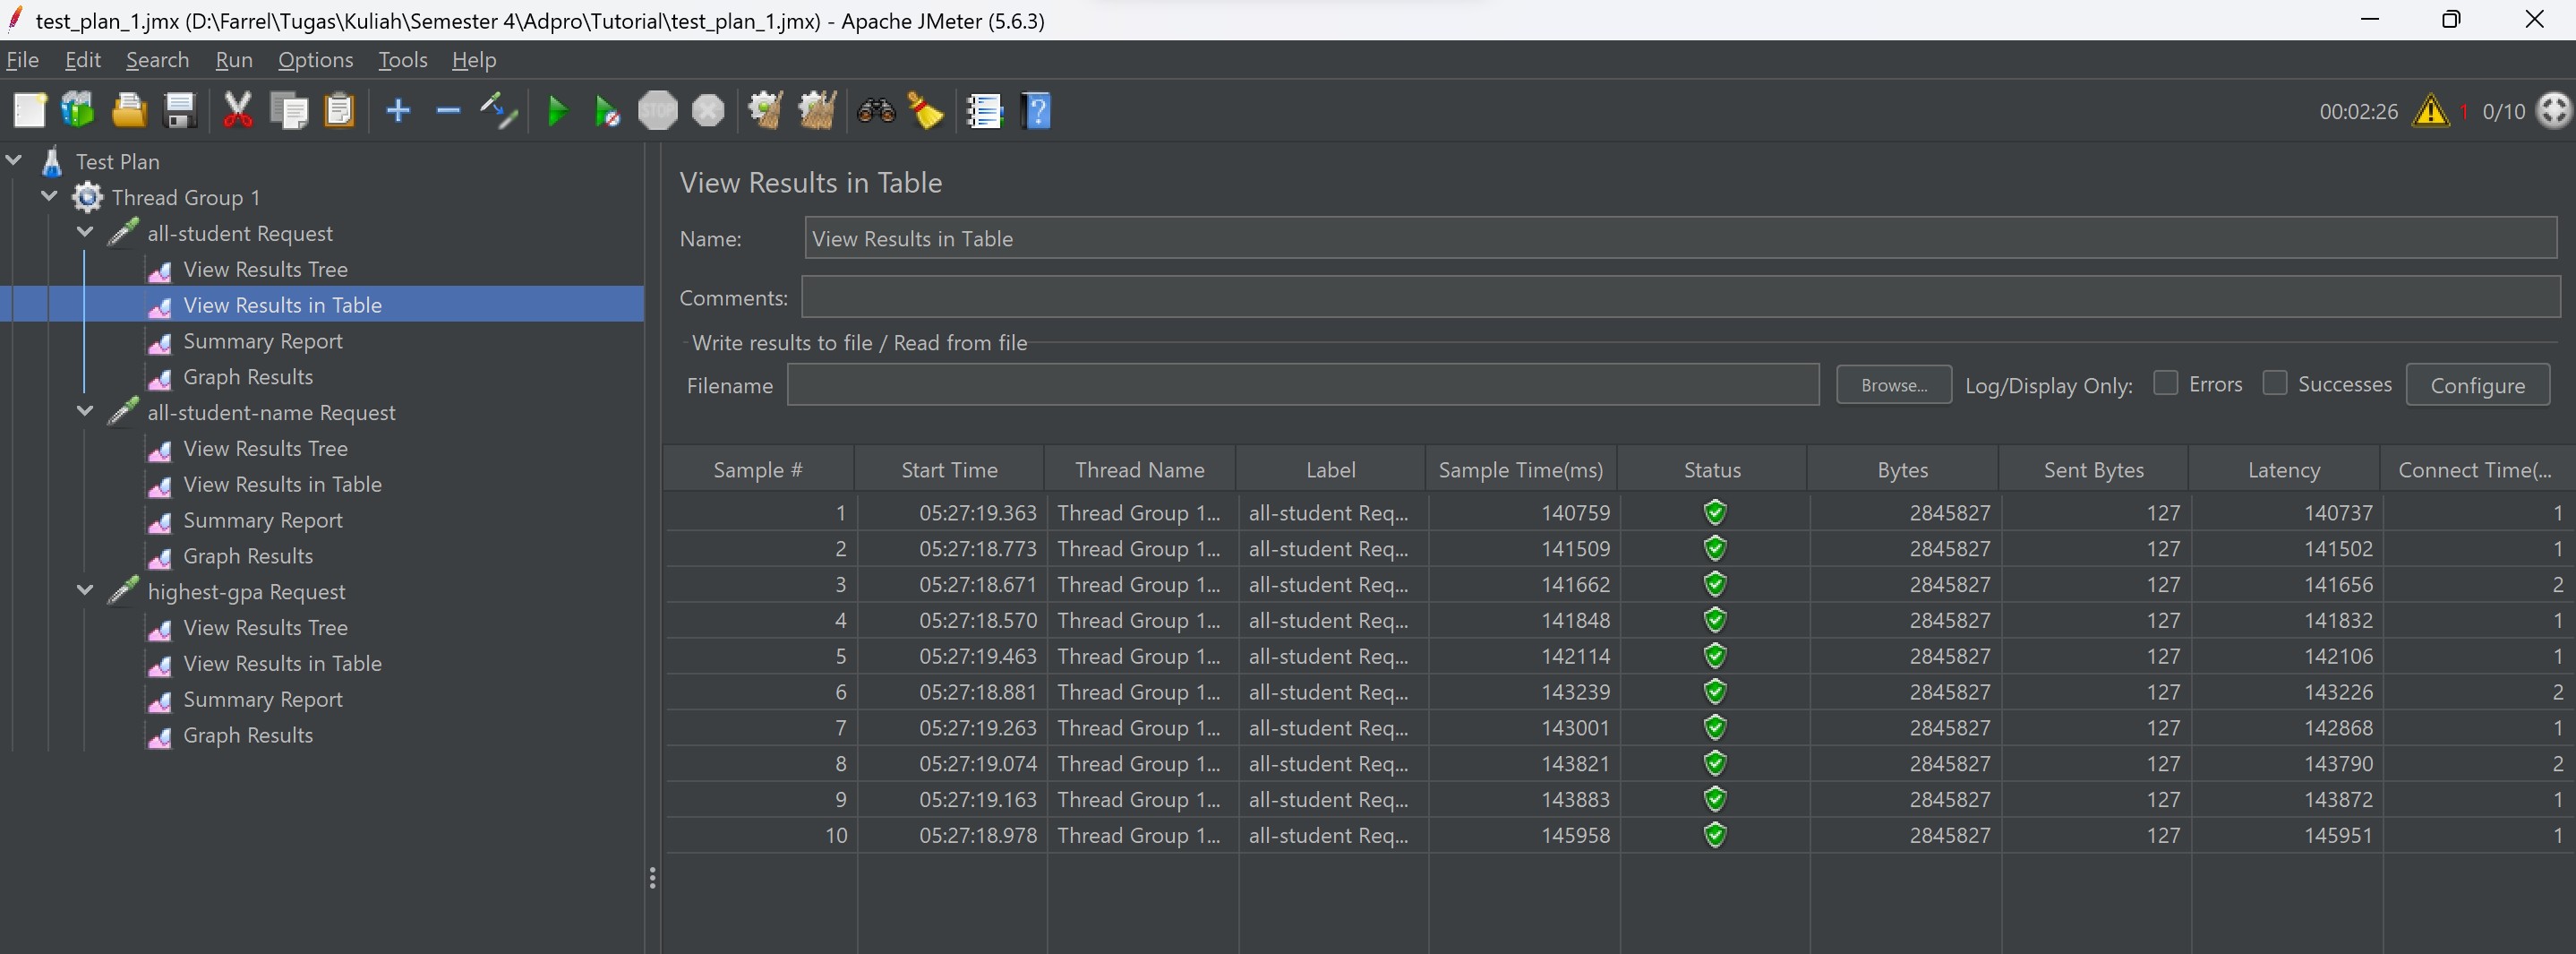 test_plan_1.jmx (D:\Farrel\Tugas\Kuliah\Semester 4\Adpro\Tutorial\test_plan_1.jmx) - Apache JMeter (5.6.3)
File Edit Search Run Options Tools Help
STOP 00:02:26 1 0/10
Test Plan
Thread Group 1
all-student Request
View Results Tree
View Results in Table
Summary Report
Graph Results
all-student-name Request
View Results Tree
View Results in Table
Summary Report
Graph Results
highest-gpa Request
View Results Tree
View Results in Table
Summary Report
Graph Results
View Results in Table
Name: View Results in Table
Comments:
Write results to file / Read from file
Filename Browse... Log/Display Only: Errors Successes Configure
Sample # Start Time Thread Name Label Sample Time(ms) Status Bytes Sent Bytes Latency Connect Time(...
1 05:27:19.363 Thread Group 1... all-student Req... 140759 2845827 127 140737 1
2 05:27:18.773 Thread Group 1... all-student Req... 141509 2845827 127 141502 1
3 05:27:18.671 Thread Group 1... all-student Req... 141662 2845827 127 141656 2
4 05:27:18.570 Thread Group 1... all-student Req... 141848 2845827 127 141832 1
5 05:27:19.463 Thread Group 1... all-student Req... 142114 2845827 127 142106 1
6 05:27:18.881 Thread Group 1... all-student Req... 143239 2845827 127 143226 2
7 05:27:19.263 Thread Group 1... all-student Req... 143001 2845827 127 142868 1
8 05:27:19.074 Thread Group 1... all-student Req... 143821 2845827 127 143790 2
9 05:27:19.163 Thread Group 1... all-student Req... 143883 2845827 127 143872 1
10 05:27:18.978 Thread Group 1... all-student Req... 145958 2845827 127 145951 1